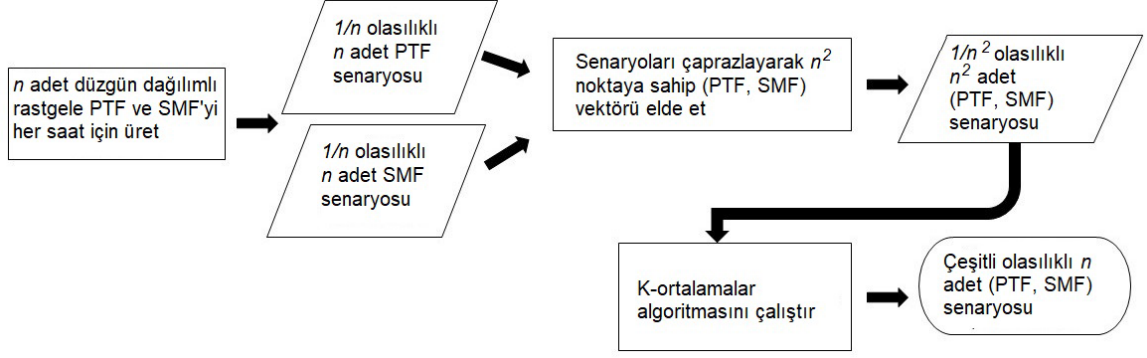 n adet düzgün dağılımlı
rastgele PTF ve SMF'yi
her saat için üret
1/n olasılıklı
n adet PTF
senaryosu
1/n olasılıklı
n adet SMF
senaryosu
Senaryoları çaprazlayarak n²
noktaya sahip (PTF, SMF)
vektörü elde et
1/n² olasılıklı
n² adet
(PTF, SMF)
senaryosu
K-ortalamalar
algoritmasını çalıştır
Çeşitli olasılıklı n
adet (PTF, SMF)
senaryosu